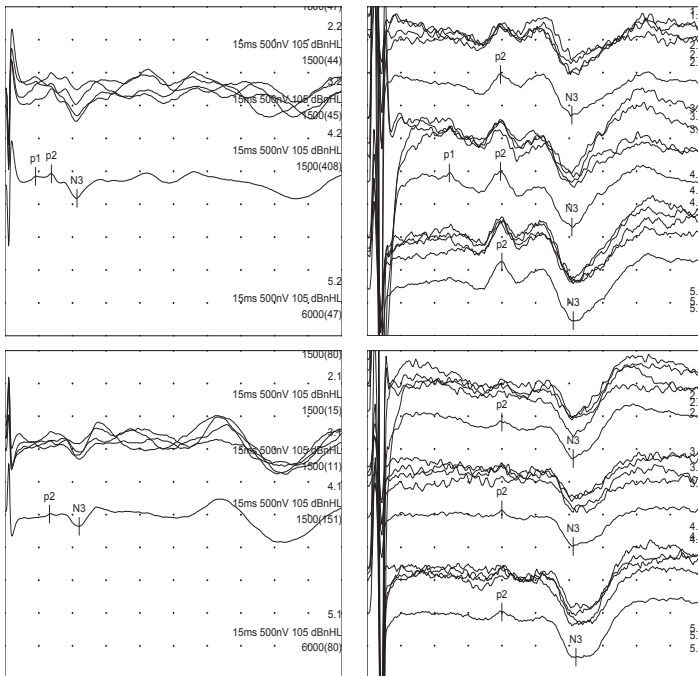 1500(47)
2.2
15ms 500nV 105 dBnHL
1500(44)
3.2
15ms 500nV 105 dBnHL
1500(45)
4.2
15ms 500nV 105 dBnHL
1500(408)
p1 p2
N3
5.2
15ms 500nV 105 dBnHL
6000(47)
p2
N3
p1 p2
N3
p2
N3
1500(80)
2.1
15ms 500nV 105 dBnHL
1500(15)
15ms 500nV 105 dBnHL
1500(11)
4.1
15ms 500nV 105 dBnHL
1500(151)
p2 N3
5.1
15ms 500nV 105 dBnHL
6000(80)
p2
N3
p2
N3
p2
N3